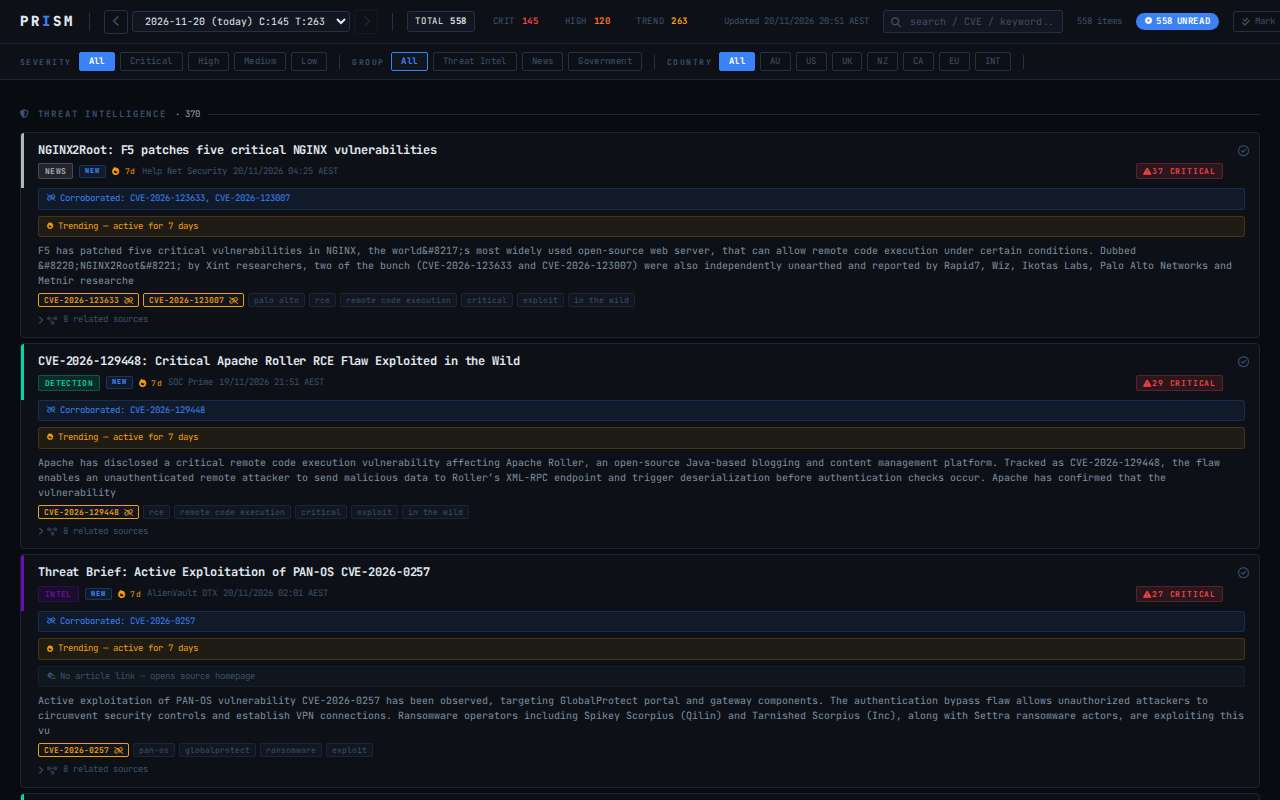 PRISM 2026-11-20 (today) C:145 T:263 TOTAL 558 CRIT 145 HIGH 120 TREND 263 Updated 20/11/2026 20:51 AEST search / CVE / keyword.. 558 items 558 UNREAD Mark
SEVERITY All Critical High Medium Low GROUP All Threat Intel News Government COUNTRY All AU US UK NZ CA EU INT
THREAT INTELLIGENCE · 370
NGINX2Root: F5 patches five critical NGINX vulnerabilities
NEWS NEW 7d Help Net Security 20/11/2026 04:25 AEST 37 CRITICAL
Corroborated: CVE-2026-123633, CVE-2026-123007
Trending — active for 7 days
F5 has patched five critical vulnerabilities in NGINX, the world&#8217;s most widely used open-source web server, that can allow remote code execution under certain conditions. Dubbed
&#8220;NGINX2Root&#8221; by Xint researchers, two of the bunch (CVE-2026-123633 and CVE-2026-123007) were also independently unearthed and reported by Rapid7, Wiz, Ikotas Labs, Palo Alto Networks and
Metnir researche
CVE-2026-123633 CVE-2026-123007 palo alto rce remote code execution critical exploit in the wild
8 related sources
CVE-2026-129448: Critical Apache Roller RCE Flaw Exploited in the Wild
DETECTION NEW 7d SOC Prime 19/11/2026 21:51 AEST 29 CRITICAL
Corroborated: CVE-2026-129448
Trending — active for 7 days
Apache has disclosed a critical remote code execution vulnerability affecting Apache Roller, an open-source Java-based blogging and content management platform. Tracked as CVE-2026-129448, the flaw
enables an unauthenticated remote attacker to send malicious data to Roller's XML-RPC endpoint and trigger deserialization before authentication checks occur. Apache has confirmed that the
vulnerability
CVE-2026-129448 rce remote code execution critical exploit in the wild
8 related sources
Threat Brief: Active Exploitation of PAN-OS CVE-2026-0257
INTEL NEW 7d AlienVault OTX 20/11/2026 02:01 AEST 27 CRITICAL
Corroborated: CVE-2026-0257
Trending — active for 7 days
No article link — opens source homepage
Active exploitation of PAN-OS vulnerability CVE-2026-0257 has been observed, targeting GlobalProtect portal and gateway components. The authentication bypass flaw allows unauthorized attackers to
circumvent security controls and establish VPN connections. Ransomware operators including Spikey Scorpius (Qilin) and Tarnished Scorpius (Inc), along with Settra ransomware actors, are exploiting this
vu
CVE-2026-0257 pan-os globalprotect ransomware exploit
8 related sources